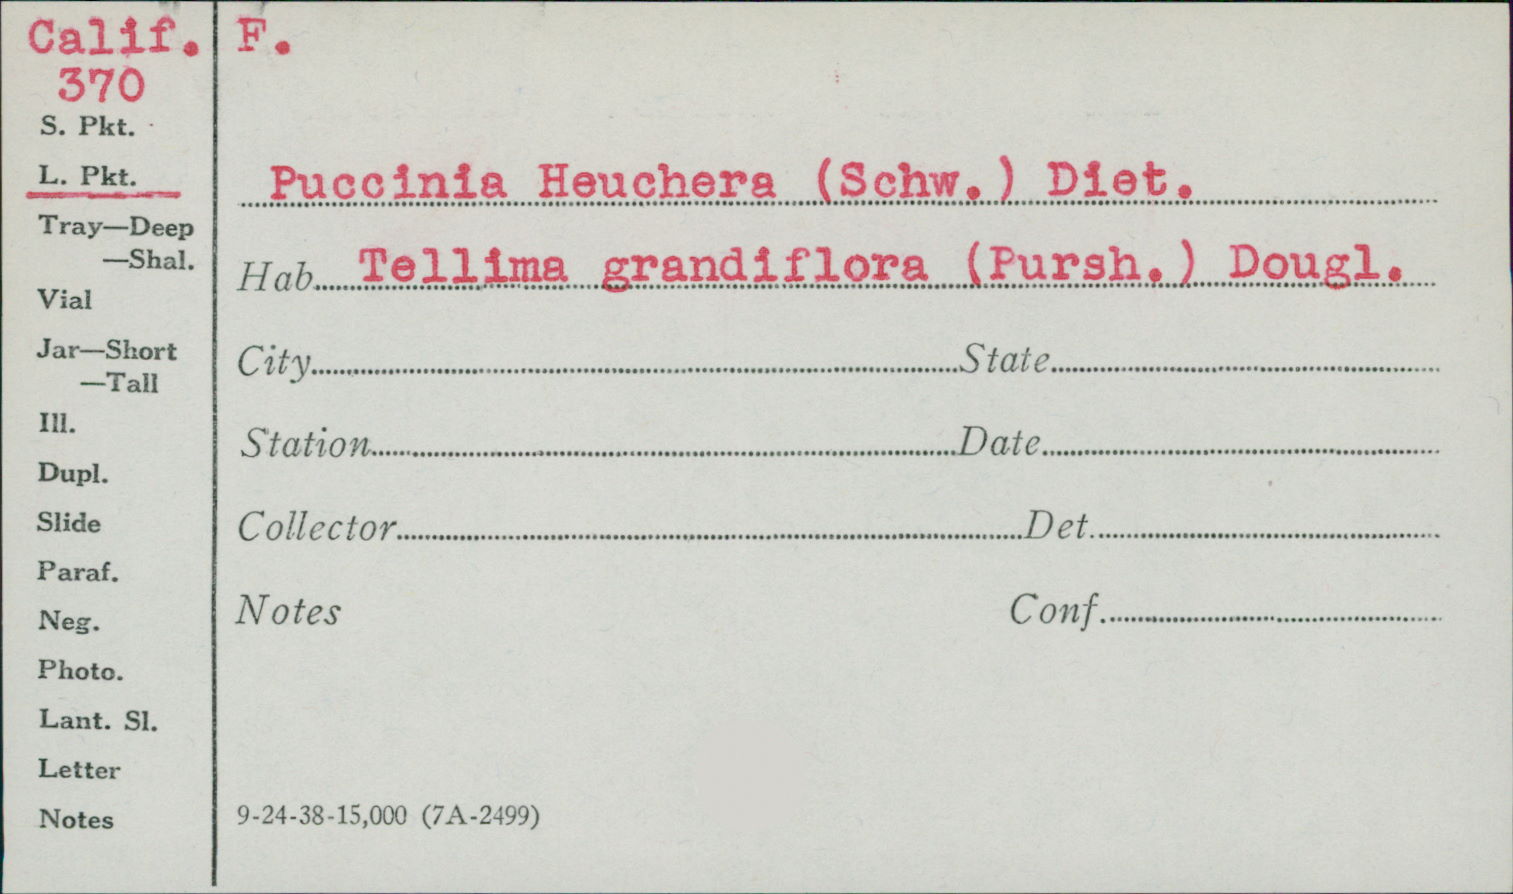 Calif.
370
S. Pkt.
L. Pkt.
Tray—Deep
—Shal.
Vial
Jar—Short
—Tall
Ill.
Dupl.
Slide
Paraf.
Neg.
Photo.
Lant. Sl.
Letter
Notes
F.
Puccinia Heuchera (Schw.) Diet.
Hab. Tellima grandiflora (Pursh.) Dougl.
City State
Station Date
Collector Det.
Notes Conf.
9-24-38-15,000 (7A-2499)